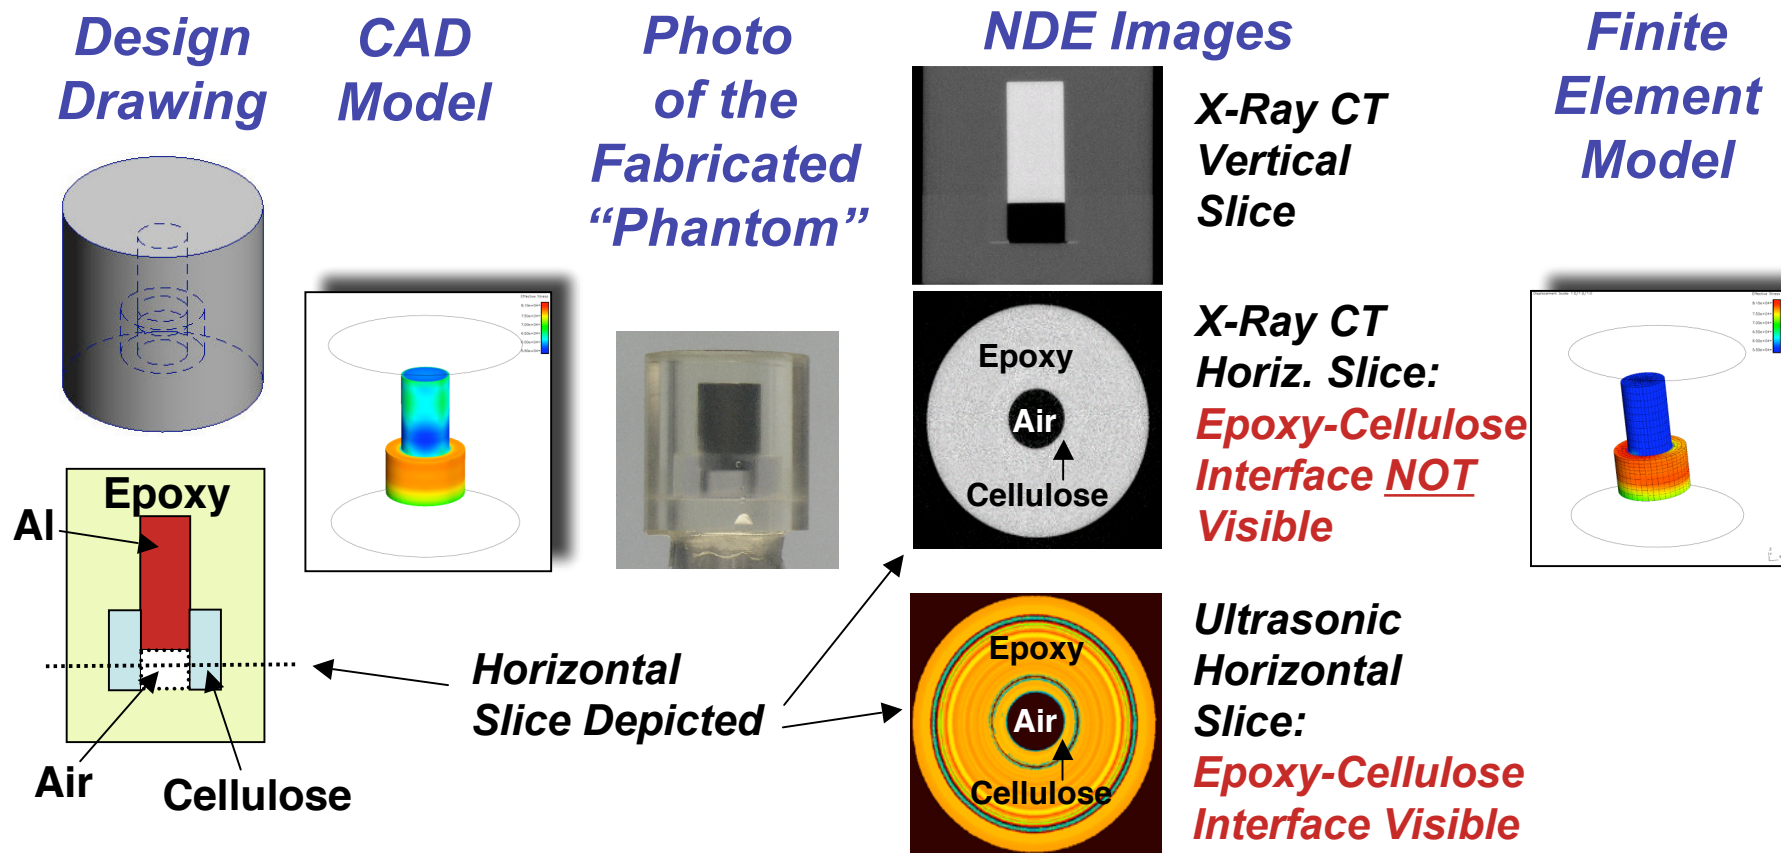 Design
Drawing
CAD
Model
Photo
of the
Fabricated
“Phantom”
NDE Images
Finite
Element
Model
X-Ray CT
Vertical
Slice
X-Ray CT
Horiz. Slice:
Epoxy-Cellulose
Interface NOT
Visible
Epoxy
Air
Cellulose
Epoxy
Al
Air
Cellulose
Horizontal
Slice Depicted
Epoxy
Air
Cellulose
Ultrasonic
Horizontal
Slice:
Epoxy-Cellulose
Interface Visible